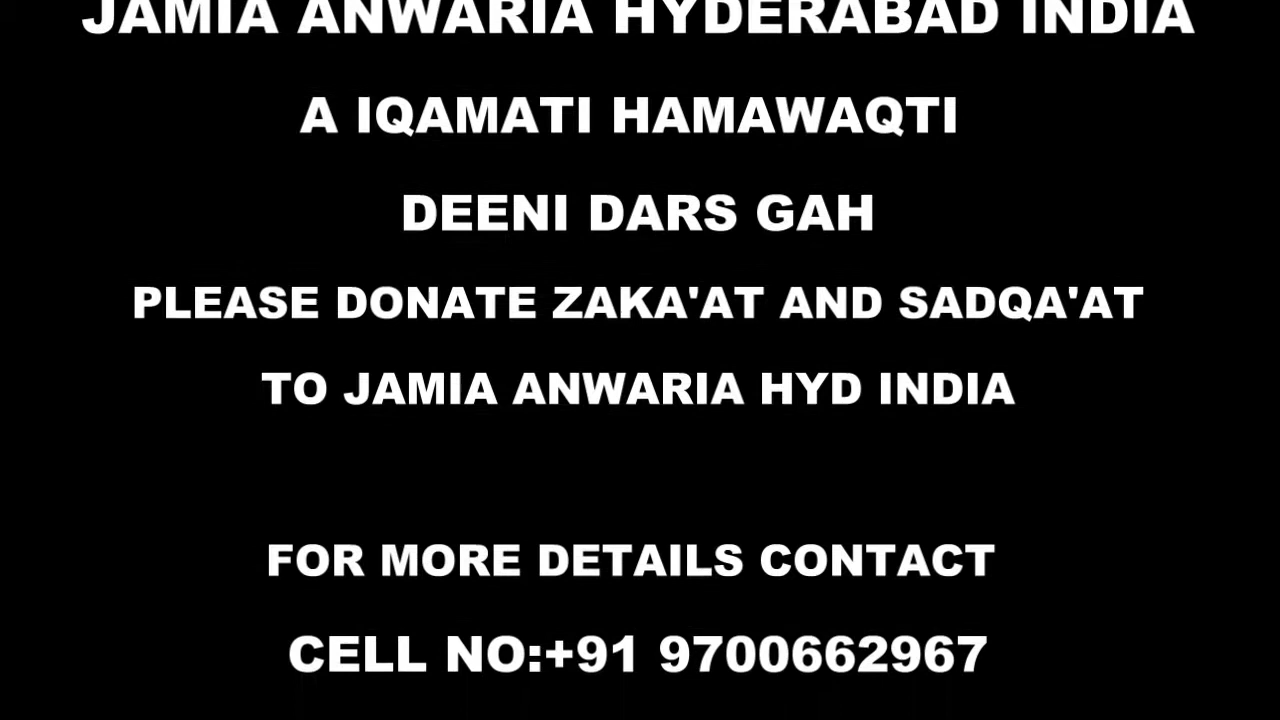 JAMIA ANWARIA HYDERABAD INDIA
A IQAMATI HAMAWAQTI
DEENI DARS GAH
PLEASE DONATE ZAKA'AT AND SADQA'AT
TO JAMIA ANWARIA HYD INDIA
FOR MORE DETAILS CONTACT
CELL NO:+91 9700662967